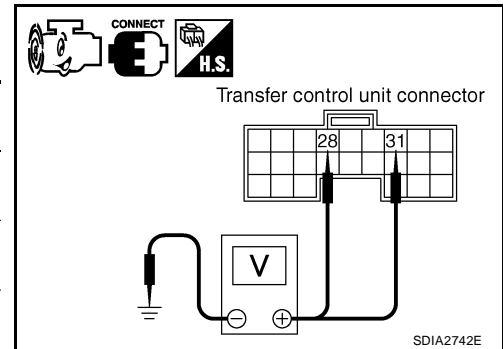 CONNECT
H.S.
Transfer control unit connector
28 31
V
SDIA2742E